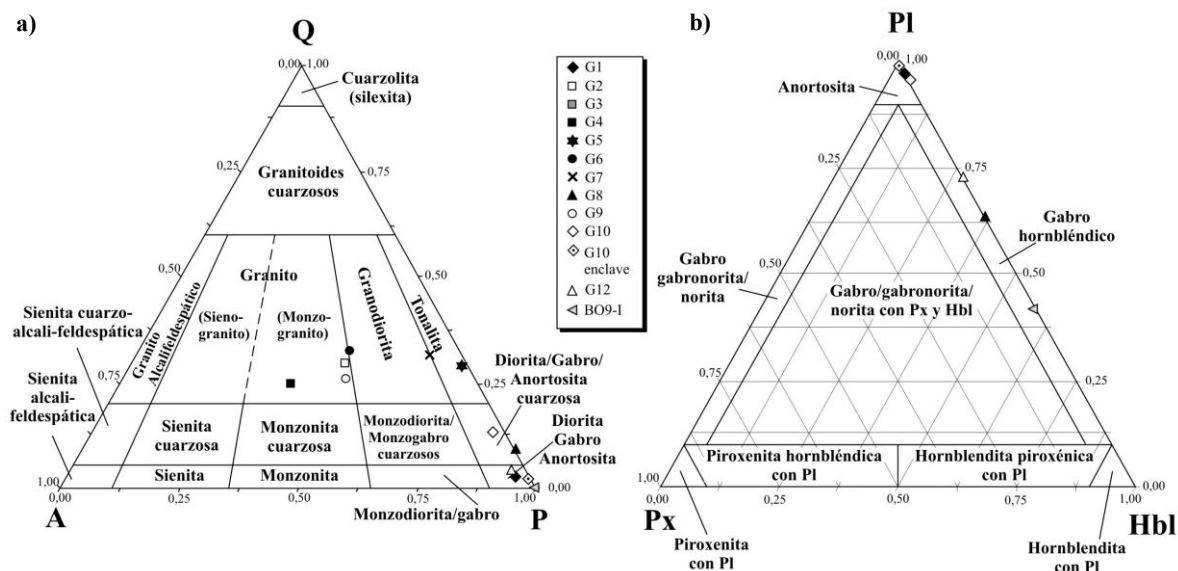 a)
Q
0,00 1,00
Cuarzolita
(silexita)
0,25
0,75
Granitoides
cuarzosos
0,50
0,50
Granito
Granito
Alcalifeldespático
(Sieno-
granito)
(Monzo-
granito)
Granodiorita
Tonalita
Sienita cuarzo-
alcali-feldespática
0,75
0,25
Sienita
alcali-
feldespática
Diorita/Gabro/
Anortosita
cuarzosa
Sienita
cuarzosa
Monzonita
cuarzosa
Monzodiorita/
Monzogabro
cuarzosos
Diorita
Gabro
Anortosita
Sienita
Monzonita
1,00
0,00
0,00
0,25
0,50
0,75
1,00
A
P
Monzodiorita/gabro
G1
G2
G3
G4
G5
G6
G7
G8
G9
G10
G10
enclave
G12
BO9-I
b)
Pl
0,00 1,00
Anortosita
0,25
0,75
Gabro
hornbléndico
Gabro
gabronorita/
norita
0,50
0,50
Gabro/gabronorita/
norita con Px y Hbl
0,75
0,25
Piroxenita hornbléndica
con Pl
Hornblendita piroxénica
con Pl
1,00
0,00
0,00
0,25
0,50
0,75
1,00
Px
Hbl
Piroxenita
con Pl
Hornblendita
con Pl